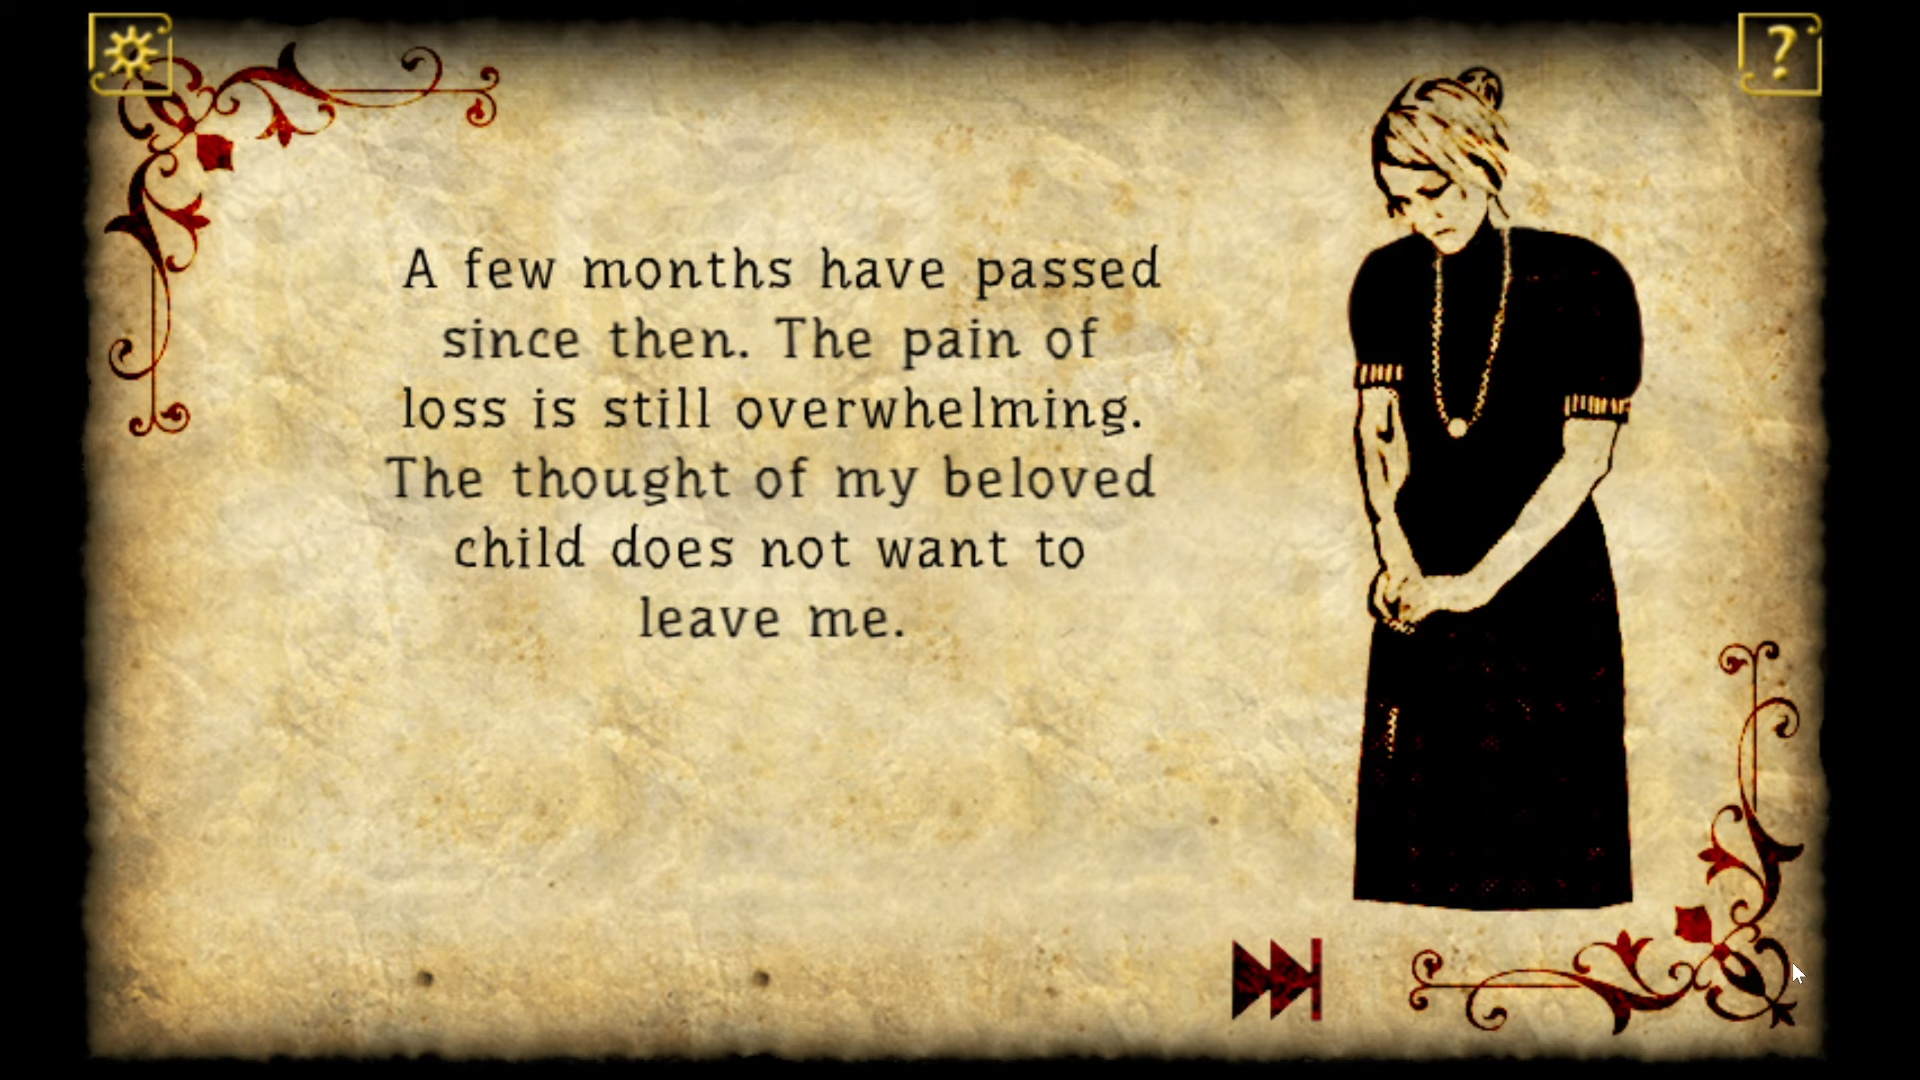 ?
A few months have passed
since then. The pain of
loss is still overwhelming.
The thought of my beloved
child does not want to
leave me.